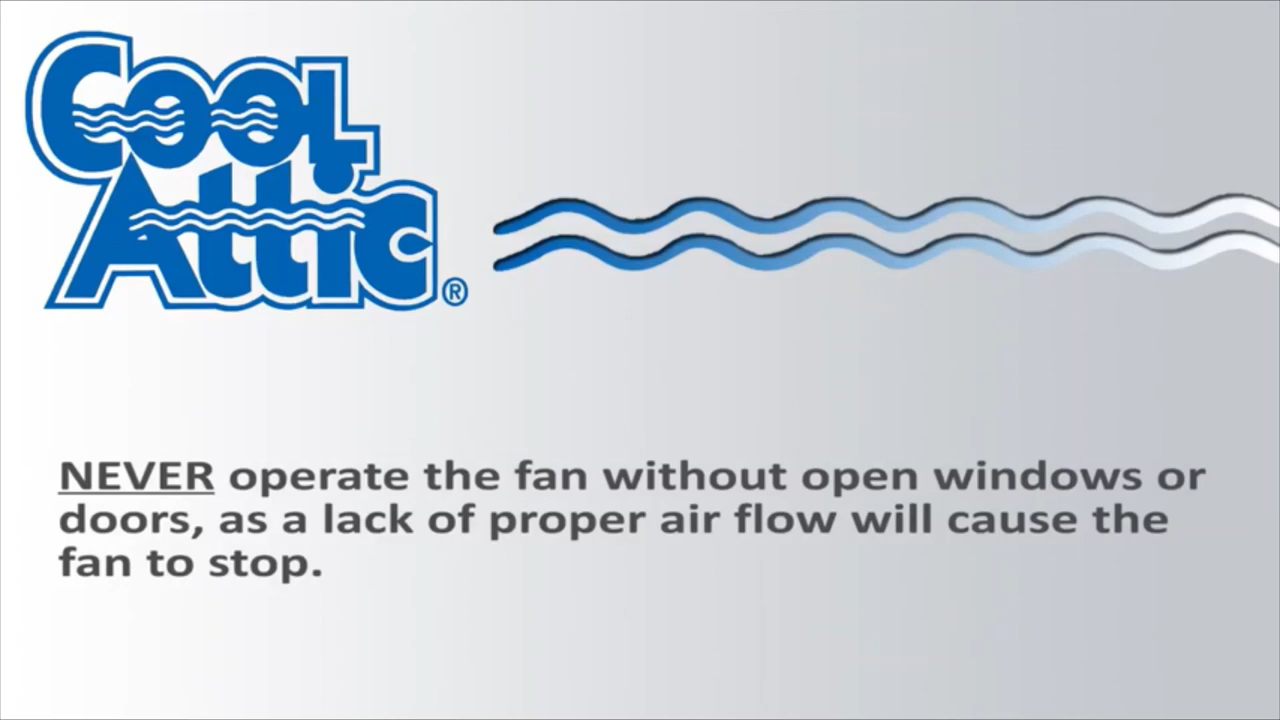 Cool
Attic®
NEVER operate the fan without open windows or
doors, as a lack of proper air flow will cause the
fan to stop.